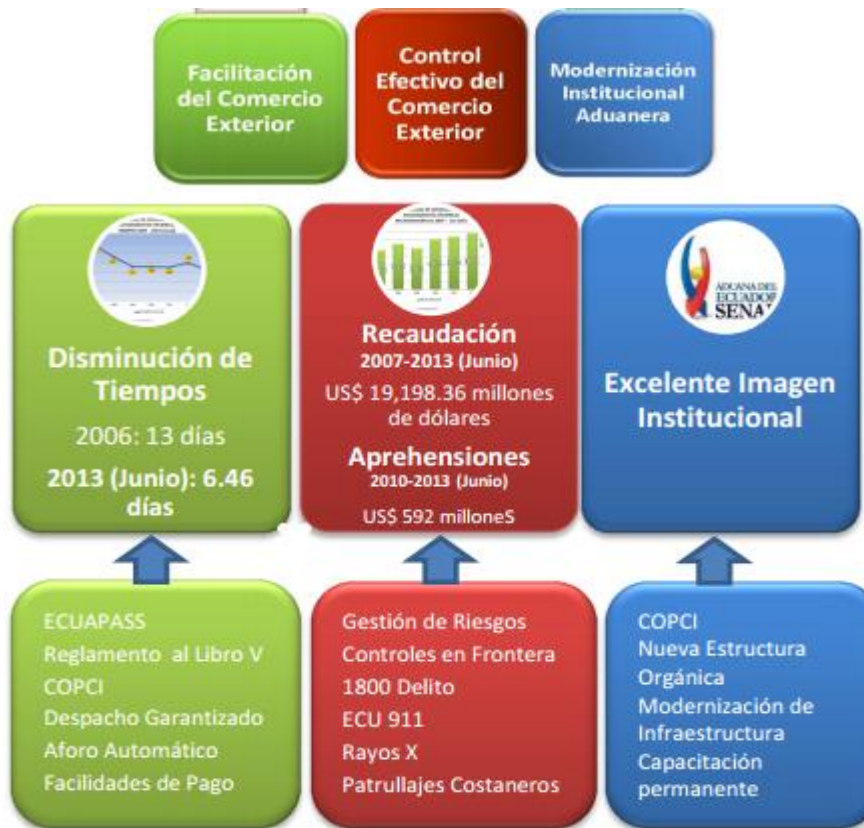 Facilitación
del Comercio
Exterior
Control
Efectivo del
Comercio
Exterior
Modernización
Institucional
Aduanera
Disminución de
Tiempos
2006: 13 días
2013 (Junio): 6.46
días
Recaudación
2007-2013 (Junio)
US$ 19,198.36 millones
de dólares
Aprehensiones
2010-2013 (Junio)
US$ 592 milloneS
ADUANA DEL
ECUADOR
SENA
Excelente Imagen
Institucional
ECUAPASS
Reglamento al Libro V
COPCI
Despacho Garantizado
Aforo Automático
Facilidades de Pago
Gestión de Riesgos
Controles en Frontera
1800 Delito
ECU 911
Rayos X
Patrullajes Costaneros
COPCI
Nueva Estructura
Orgánica
Modernización de
Infraestructura
Capacitación
permanente